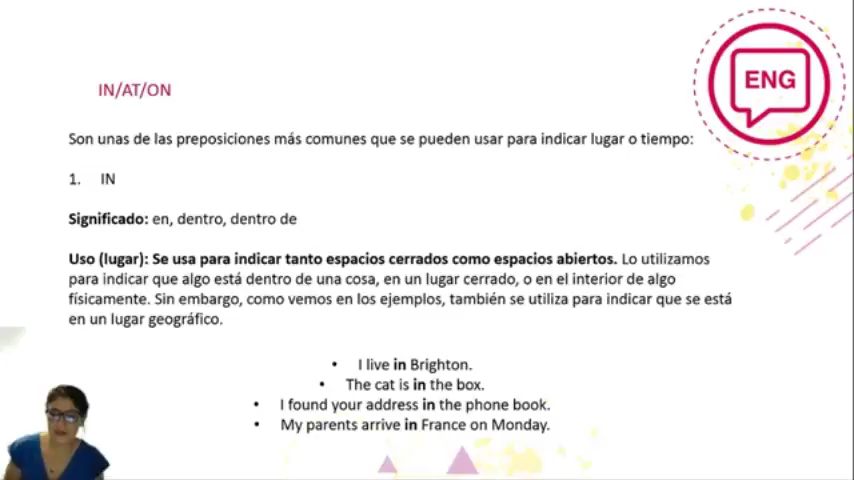 ENG
IN/AT/ON
Son unas de las preposiciones más comunes que se pueden usar para indicar lugar o tiempo:
1. IN
Significado: en, dentro, dentro de
Uso (lugar): Se usa para indicar tanto espacios cerrados como espacios abiertos. Lo utilizamos
para indicar que algo está dentro de una cosa, en un lugar cerrado, o en el interior de algo
físicamente. Sin embargo, como vemos en los ejemplos, también se utiliza para indicar que se está
en un lugar geográfico.
• I live in Brighton.
• The cat is in the box.
• I found your address in the phone book.
• My parents arrive in France on Monday.